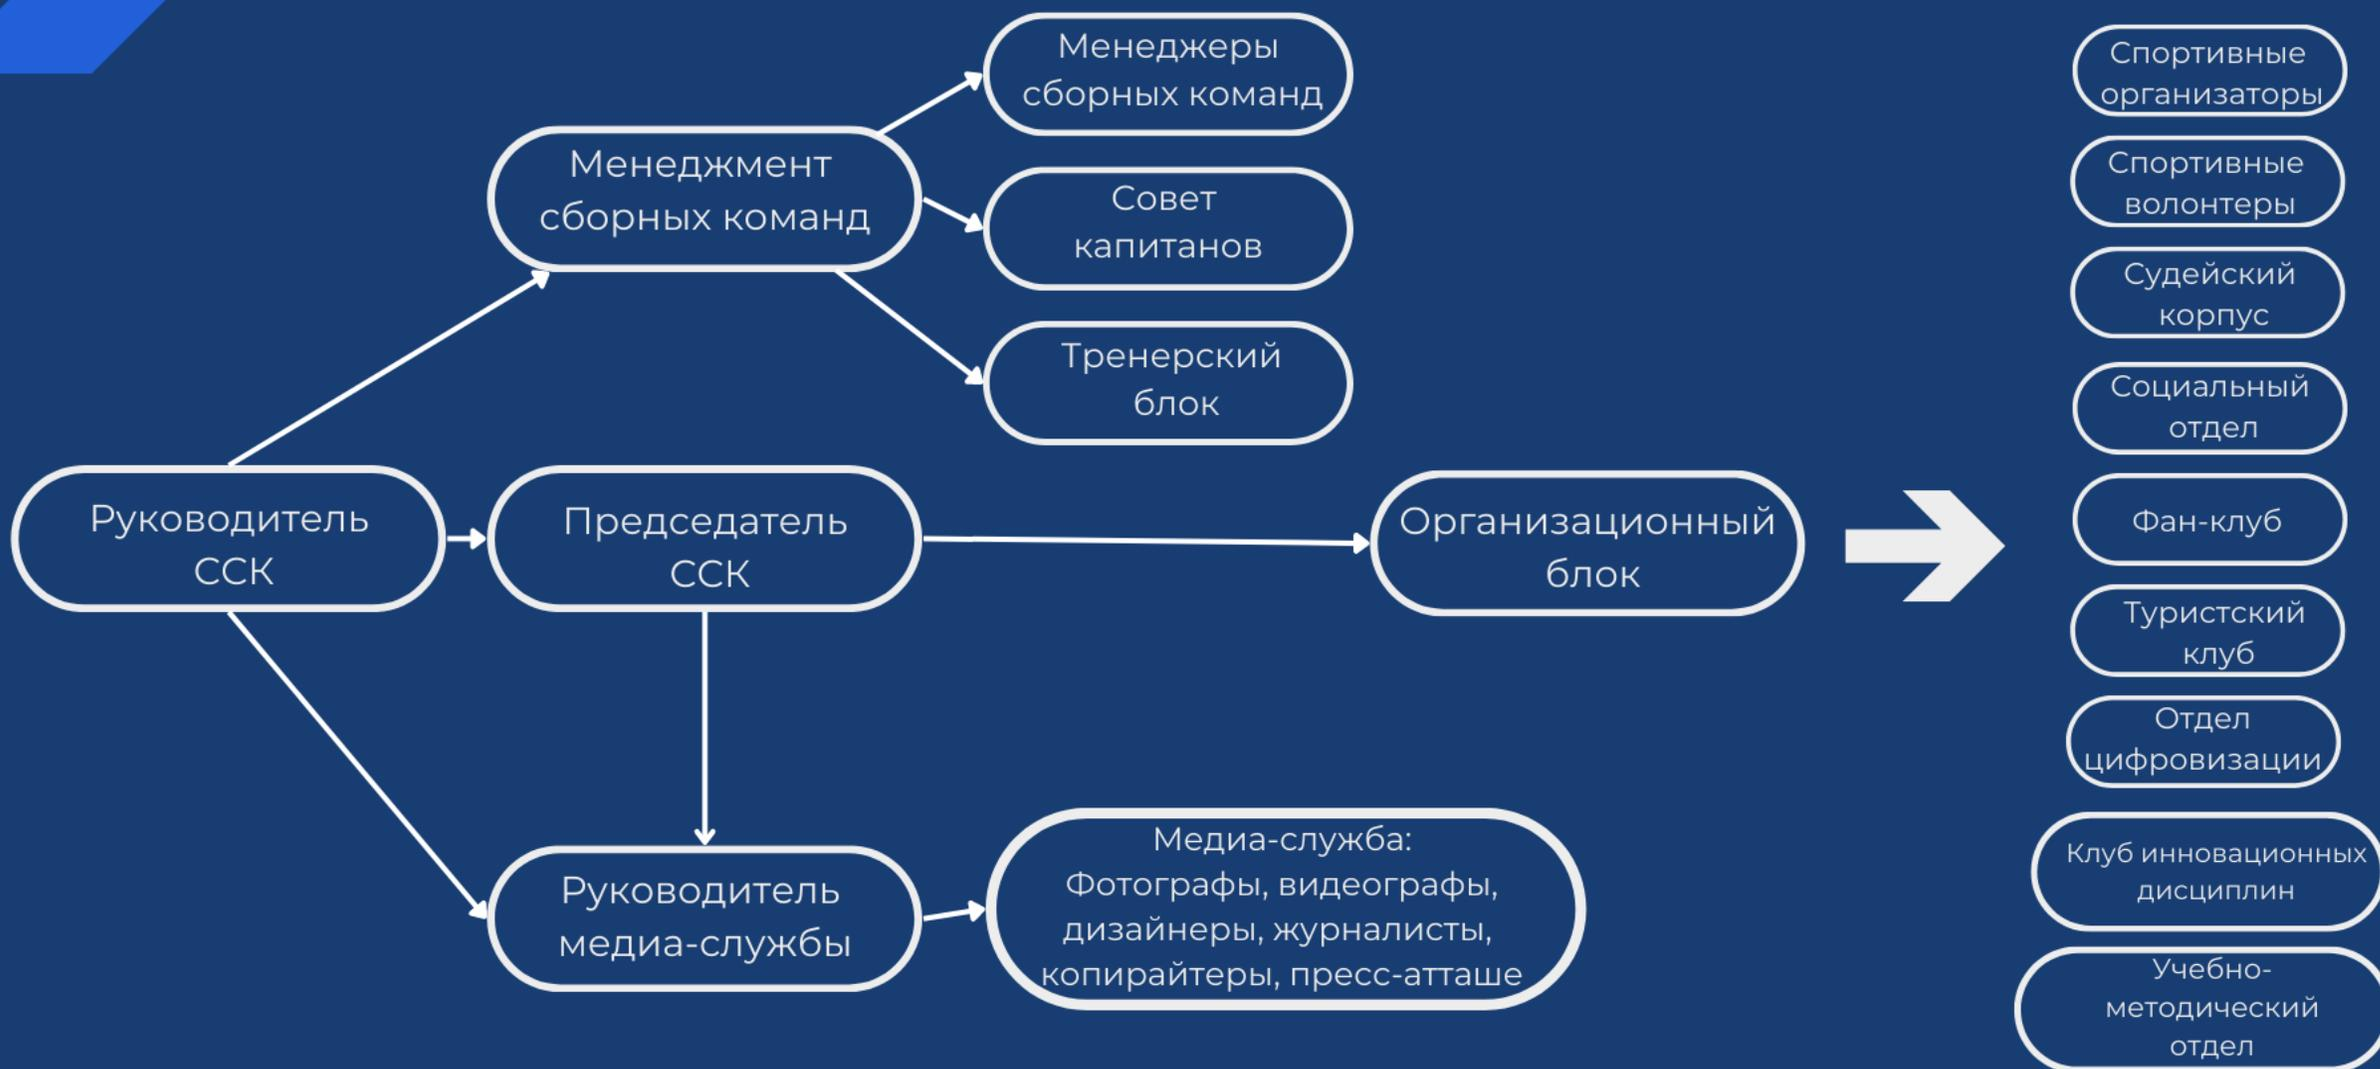 Менеджеры
сборных команд
Менеджмент
сборных команд
Совет
капитанов
Тренерский
блок
Руководитель
ССК
Председатель
ССК
Организационный
блок
Руководитель
медиа-службы
Медиа-служба:
Фотографы, видеографы,
дизайнеры, журналисты,
копирайтеры, пресс-атташе
Спортивные
организаторы
Спортивные
волонтеры
Судейский
корпус
Социальный
отдел
Фан-клуб
Туристский
клуб
Отдел
цифровизации
Клуб инновационных
дисциплин
Учебно-
методический
отдел